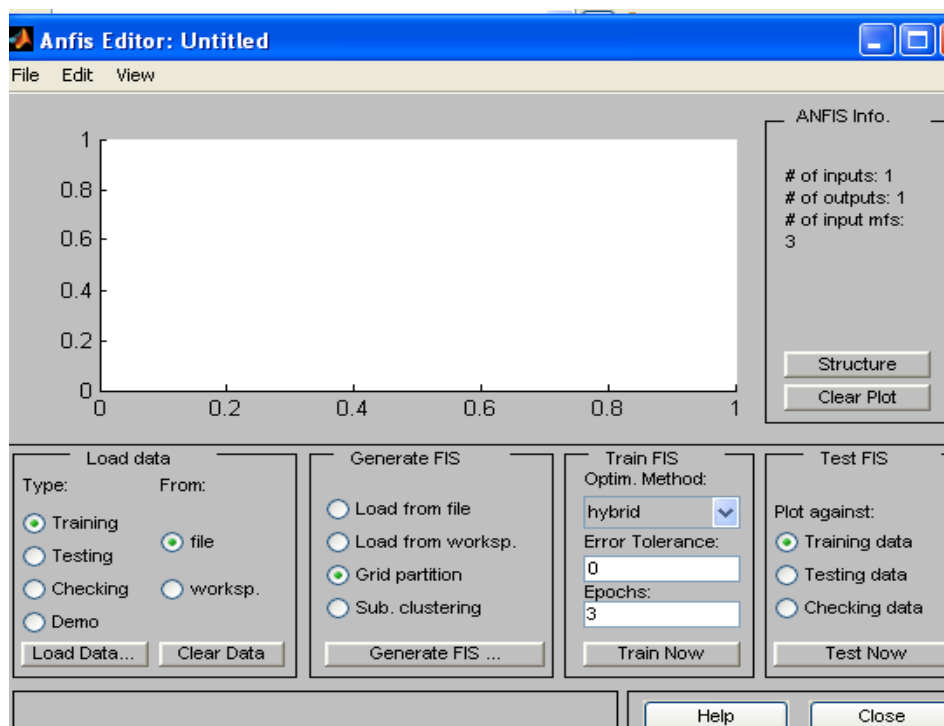 Anfis Editor: Untitled
File Edit View
ANFIS Info.
# of inputs: 1
# of outputs: 1
# of input mfs:
3
Structure
Clear Plot
1
0.8
0.6
0.4
0.2
0
0 0.2 0.4 0.6 0.8 1
Load data
Type: From:
Training
file
Testing
Checking
worksp.
Demo
Load Data... Clear Data
Generate FIS
Load from file
Load from worksp.
Grid partition
Sub. clustering
Generate FIS ...
Train FIS
Optim. Method:
hybrid
Error Tolerance:
0
Epochs:
3
Train Now
Test FIS
Plot against:
Training data
Testing data
Checking data
Test Now
Help Close